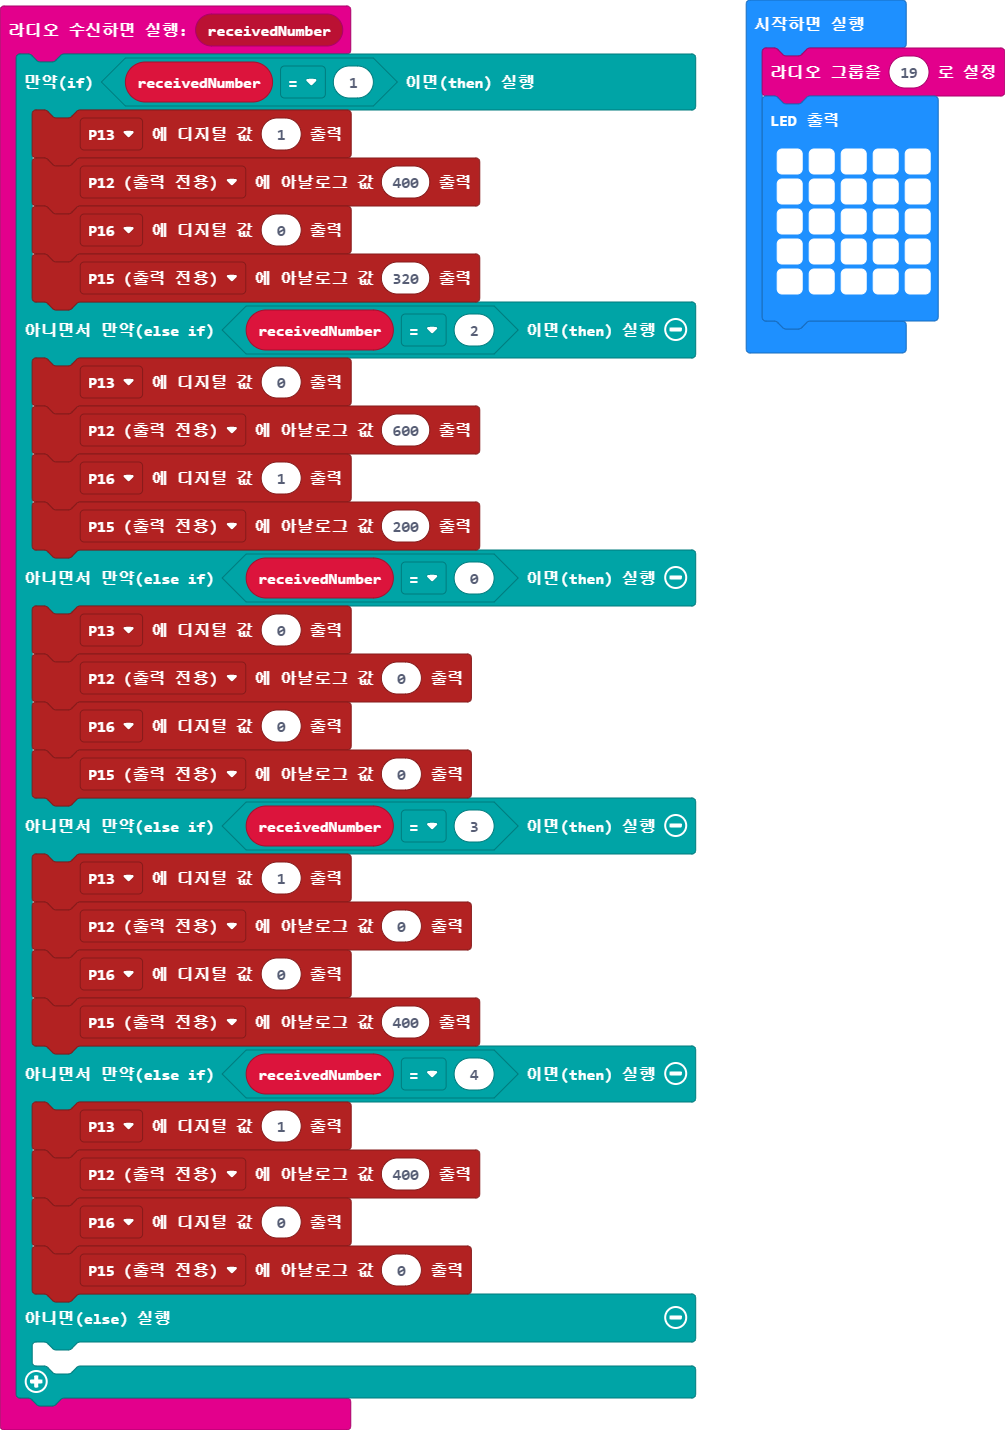 라디오 수신하면 실행: receivedNumber
만약(if) receivedNumber = 1 이면(then) 실행
P13 에 디지털 값 1 출력
P12 (출력 전용) 에 아날로그 값 400 출력
P16 에 디지털 값 0 출력
P15 (출력 전용) 에 아날로그 값 320 출력
아니면서 만약(else if) receivedNumber = 2 이면(then) 실행
P13 에 디지털 값 0 출력
P12 (출력 전용) 에 아날로그 값 600 출력
P16 에 디지털 값 1 출력
P15 (출력 전용) 에 아날로그 값 200 출력
아니면서 만약(else if) receivedNumber = 0 이면(then) 실행
P13 에 디지털 값 0 출력
P12 (출력 전용) 에 아날로그 값 0 출력
P16 에 디지털 값 0 출력
P15 (출력 전용) 에 아날로그 값 0 출력
아니면서 만약(else if) receivedNumber = 3 이면(then) 실행
P13 에 디지털 값 1 출력
P12 (출력 전용) 에 아날로그 값 0 출력
P16 에 디지털 값 0 출력
P15 (출력 전용) 에 아날로그 값 400 출력
아니면서 만약(else if) receivedNumber = 4 이면(then) 실행
P13 에 디지털 값 1 출력
P12 (출력 전용) 에 아날로그 값 400 출력
P16 에 디지털 값 0 출력
P15 (출력 전용) 에 아날로그 값 0 출력
아니면(else) 실행
시작하면 실행
라디오 그룹을 19 로 설정
LED 출력